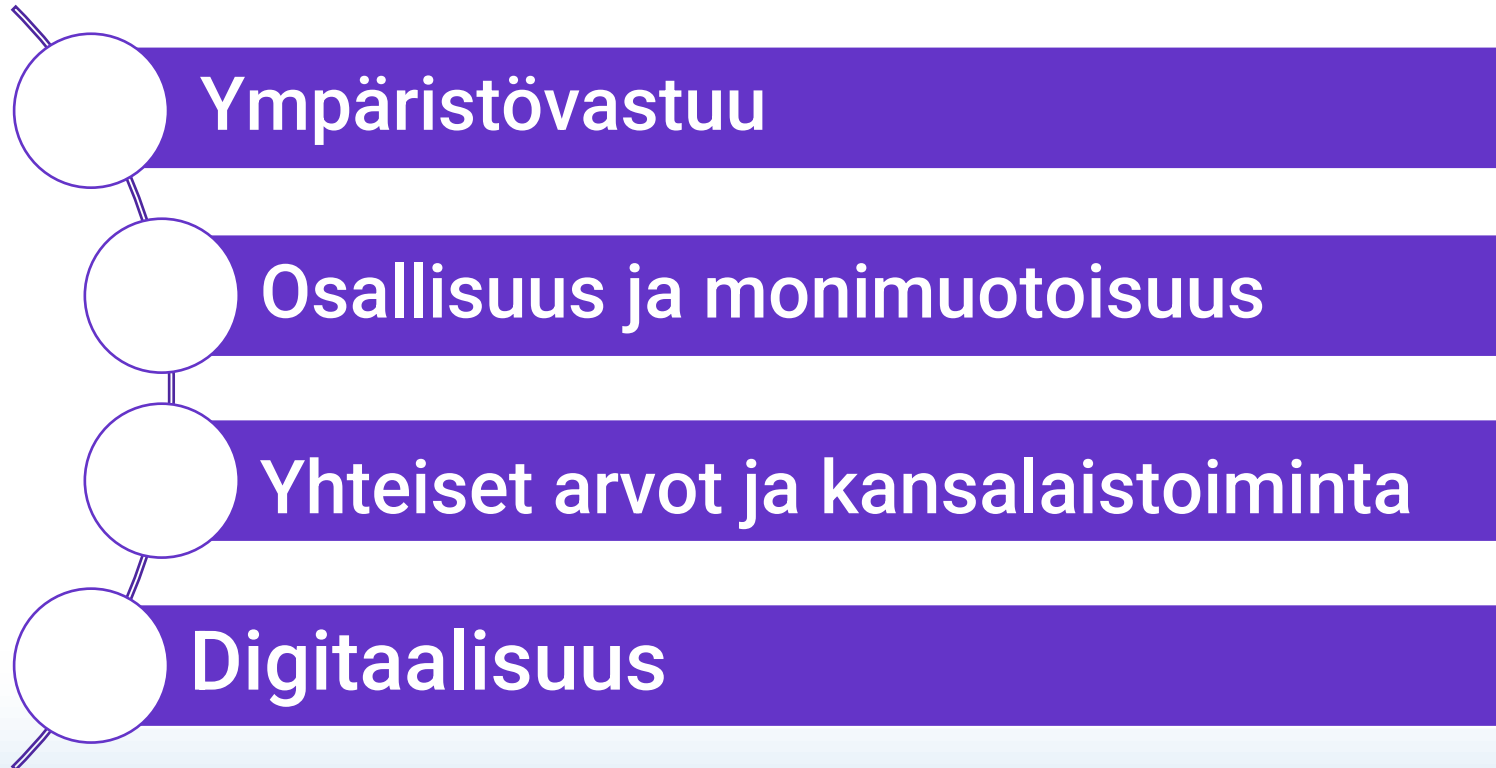 Ympäristövastuu
Osallisuus ja monimuotoisuus
Yhteiset arvot ja kansalaistoiminta
Digitaalisuus